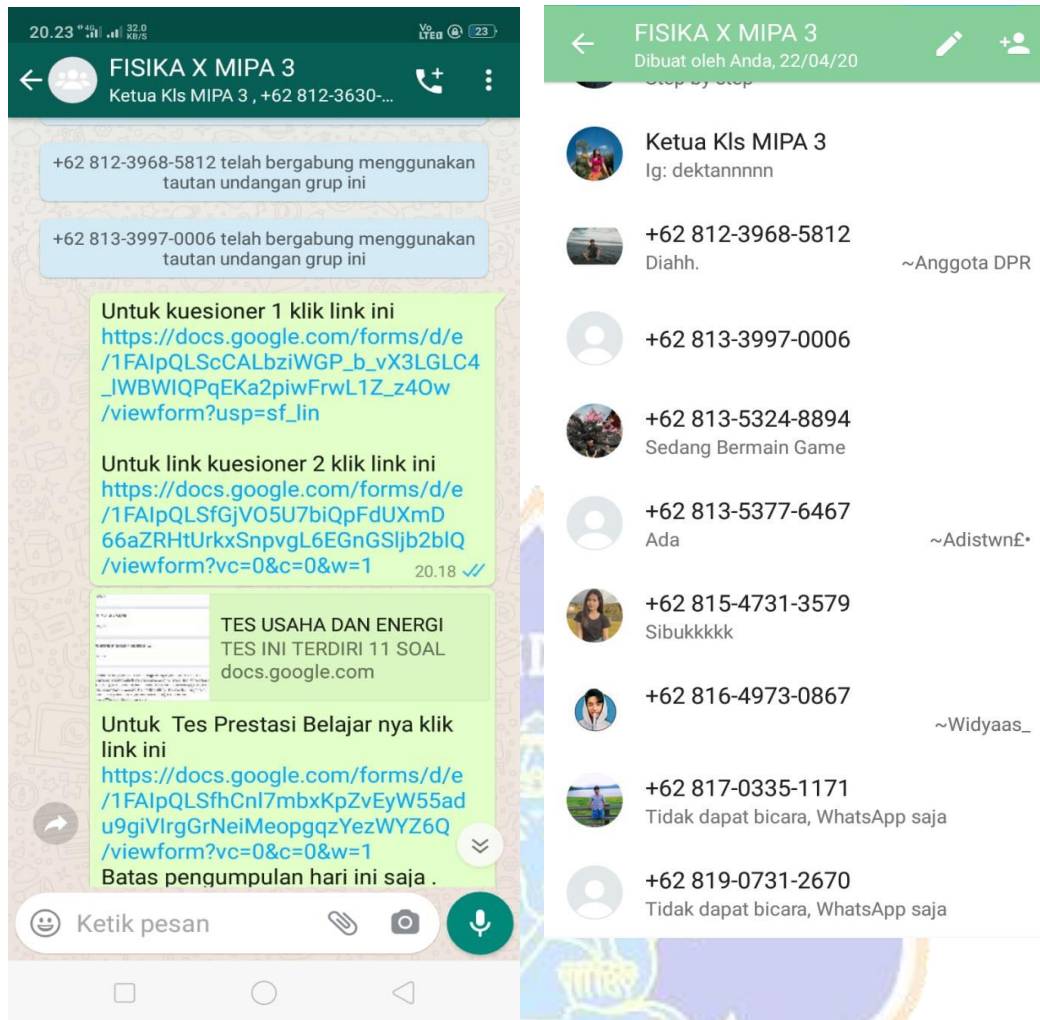 20.23
4G
32.0
KB/S
Vo
LTE
23
FISIKA X MIPA 3
Ketua Kls MIPA 3 , +62 812-3630-...
+62 812-3968-5812 telah bergabung menggunakan
tautan undangan grup ini
+62 813-3997-0006 telah bergabung menggunakan
tautan undangan grup ini
Untuk kuesioner 1 klik link ini
https://docs.google.com/forms/d/e
/1FAIpQLScCALbziWGP_b_vX3LGLC4
_lWBWIQPqEKa2piwFrwL1Z_z4Ow
/viewform?usp=sf_lin
Untuk link kuesioner 2 klik link ini
https://docs.google.com/forms/d/e
/1FAIpQLSfGjVO5U7biQpFdUXmD
66aZRHtUrkxSnpvgL6EGnGSljb2blQ
/viewform?vc=0&c=0&w=1
20.18
TES USAHA DAN ENERGI
TES INI TERDIRI 11 SOAL
docs.google.com
Untuk  Tes Prestasi Belajar nya klik
link ini
https://docs.google.com/forms/d/e
/1FAIpQLSfhCnl7mbxKpZvEyW55ad
u9giVIrgGrNeiMeopgqzYezWYZ6Q
/viewform?vc=0&c=0&w=1
Batas pengumpulan hari ini saja .
Ketik pesan
FISIKA X MIPA 3
Dibuat oleh Anda, 22/04/20
Step by step
Ketua Kls MIPA 3
Ig: dektannnnn
+62 812-3968-5812
Diahh.
~Anggota DPR
+62 813-3997-0006
+62 813-5324-8894
Sedang Bermain Game
+62 813-5377-6467
Ada
~Adistwn£•
+62 815-4731-3579
Sibukkkkk
+62 816-4973-0867
~Widyaas_
+62 817-0335-1171
Tidak dapat bicara, WhatsApp saja
+62 819-0731-2670
Tidak dapat bicara, WhatsApp saja